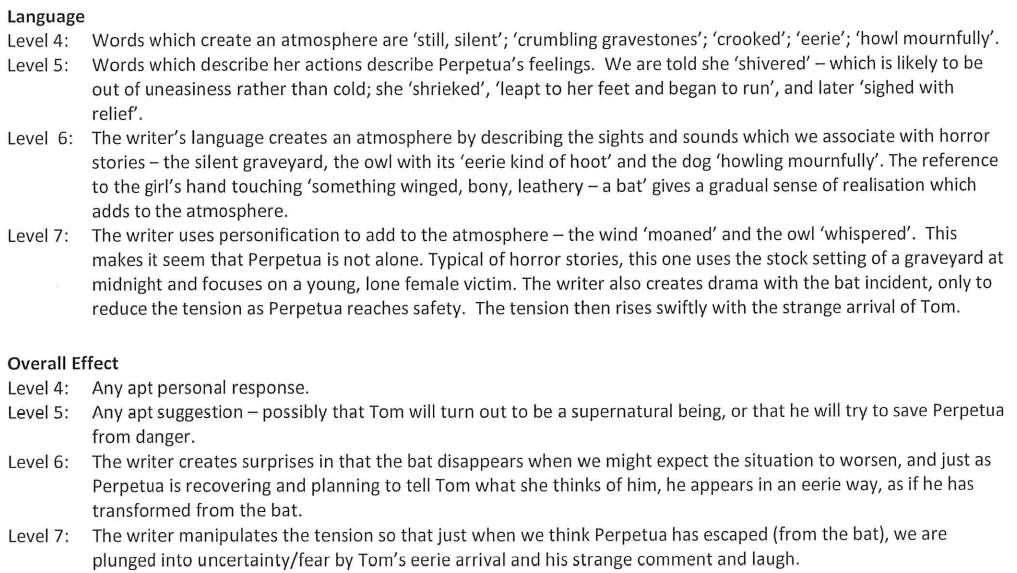 Language
Level 4: Words which create an atmosphere are ‘still, silent’; ‘crumbling gravestones’; ‘crooked’; ‘eerie’; ‘howl mournfully’.
Level 5: Words which describe her actions describe Perpetua’s feelings. We are told she ‘shivered’ – which is likely to be
out of uneasiness rather than cold; she ‘shrieked’, ‘leapt to her feet and began to run’, and later ‘sighed with
relief’.
Level 6: The writer’s language creates an atmosphere by describing the sights and sounds which we associate with horror
stories – the silent graveyard, the owl with its ‘eerie kind of hoot’ and the dog ‘howling mournfully’. The reference
to the girl’s hand touching ‘something winged, bony, leathery – a bat’ gives a gradual sense of realisation which
adds to the atmosphere.
Level 7: The writer uses personification to add to the atmosphere – the wind ‘moaned’ and the owl ‘whispered’. This
makes it seem that Perpetua is not alone. Typical of horror stories, this one uses the stock setting of a graveyard at
midnight and focuses on a young, lone female victim. The writer also creates drama with the bat incident, only to
reduce the tension as Perpetua reaches safety. The tension then rises swiftly with the strange arrival of Tom.
Overall Effect
Level 4: Any apt personal response.
Level 5: Any apt suggestion – possibly that Tom will turn out to be a supernatural being, or that he will try to save Perpetua
from danger.
Level 6: The writer creates surprises in that the bat disappears when we might expect the situation to worsen, and just as
Perpetua is recovering and planning to tell Tom what she thinks of him, he appears in an eerie way, as if he has
transformed from the bat.
Level 7: The writer manipulates the tension so that just when we think Perpetua has escaped (from the bat), we are
plunged into uncertainty/fear by Tom’s eerie arrival and his strange comment and laugh.